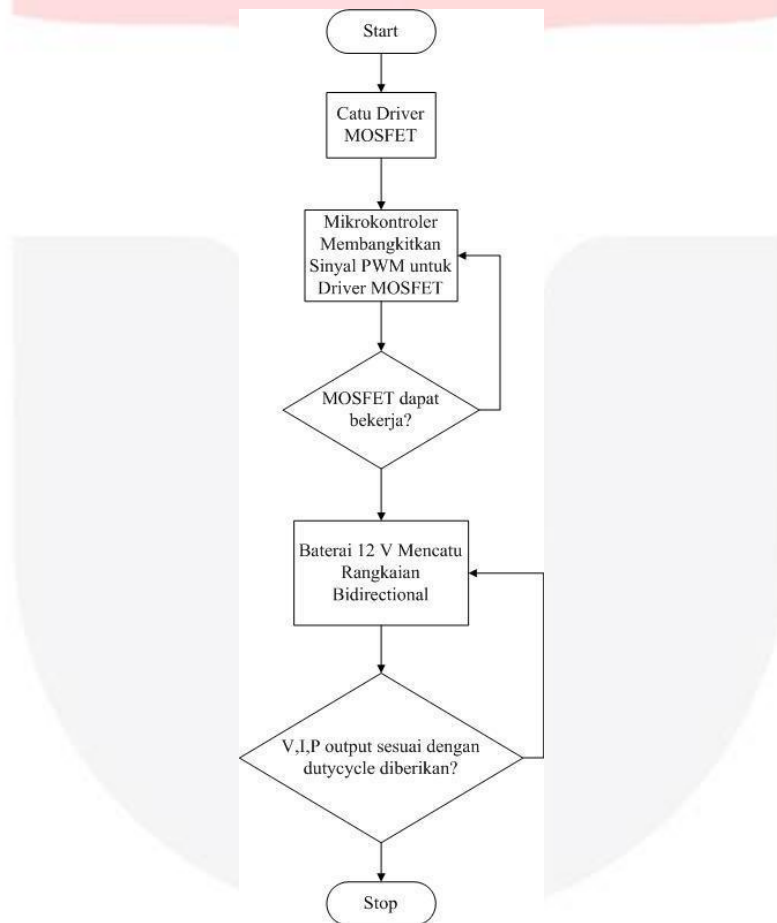 Start
Catu Driver
MOSFET
Mikrokontroler
Membangkitkan
Sinyal PWM untuk
Driver MOSFET
MOSFET dapat
bekerja?
Baterai 12 V Mencatu
Rangkaian
Bidirectional
V,I,P output sesuai dengan
dutycycle diberikan?
Stop